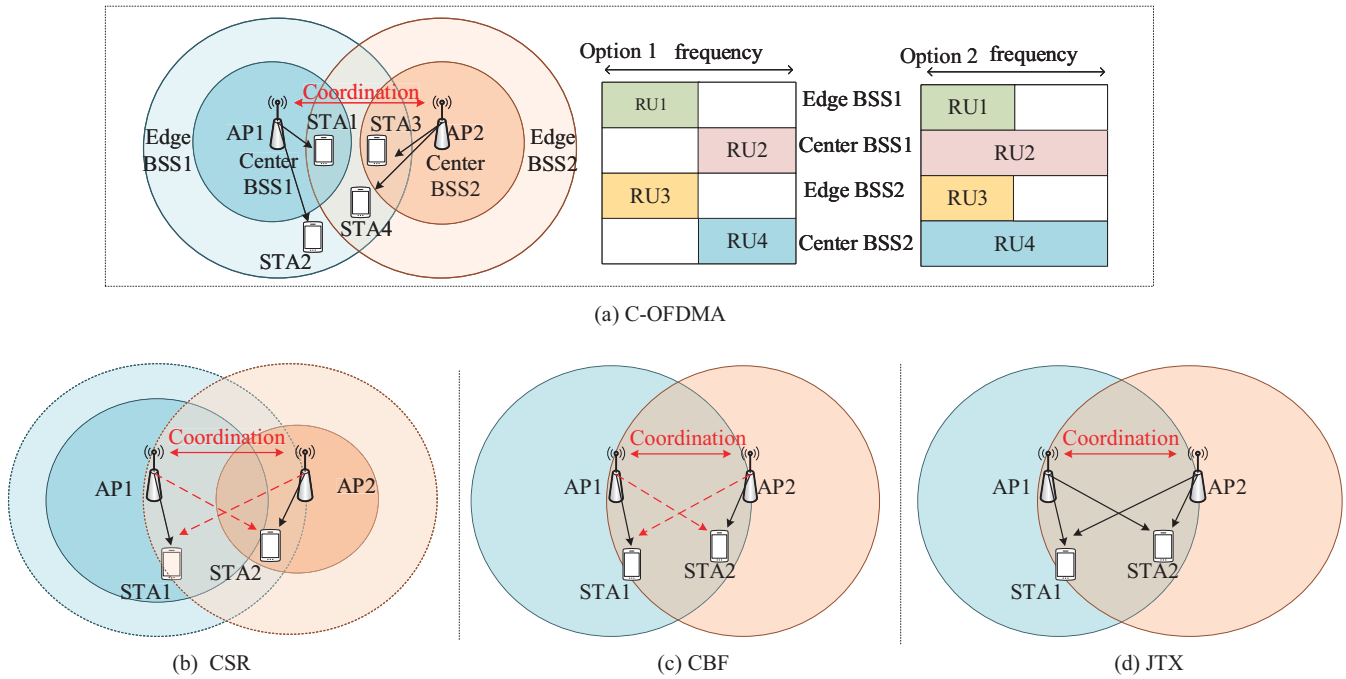 Option 1
frequency
Option 2
frequency
Coordination
AP1
STA1
STA3
AP2
Edge
BSS1
Center
BSS1
Center
BSS2
Edge
BSS2
STA4
STA2
RU1
Edge BSS1
RU1
RU2
Center BSS1
RU2
RU3
Edge BSS2
RU3
RU4
Center BSS2
RU4
(a) C-OFDMA
Coordination
AP1
AP2
STA1
STA2
Coordination
AP1
AP2
STA1
STA2
Coordination
AP1
AP2
STA1
STA2
(b) CSR
(c) CBF
(d) JTX